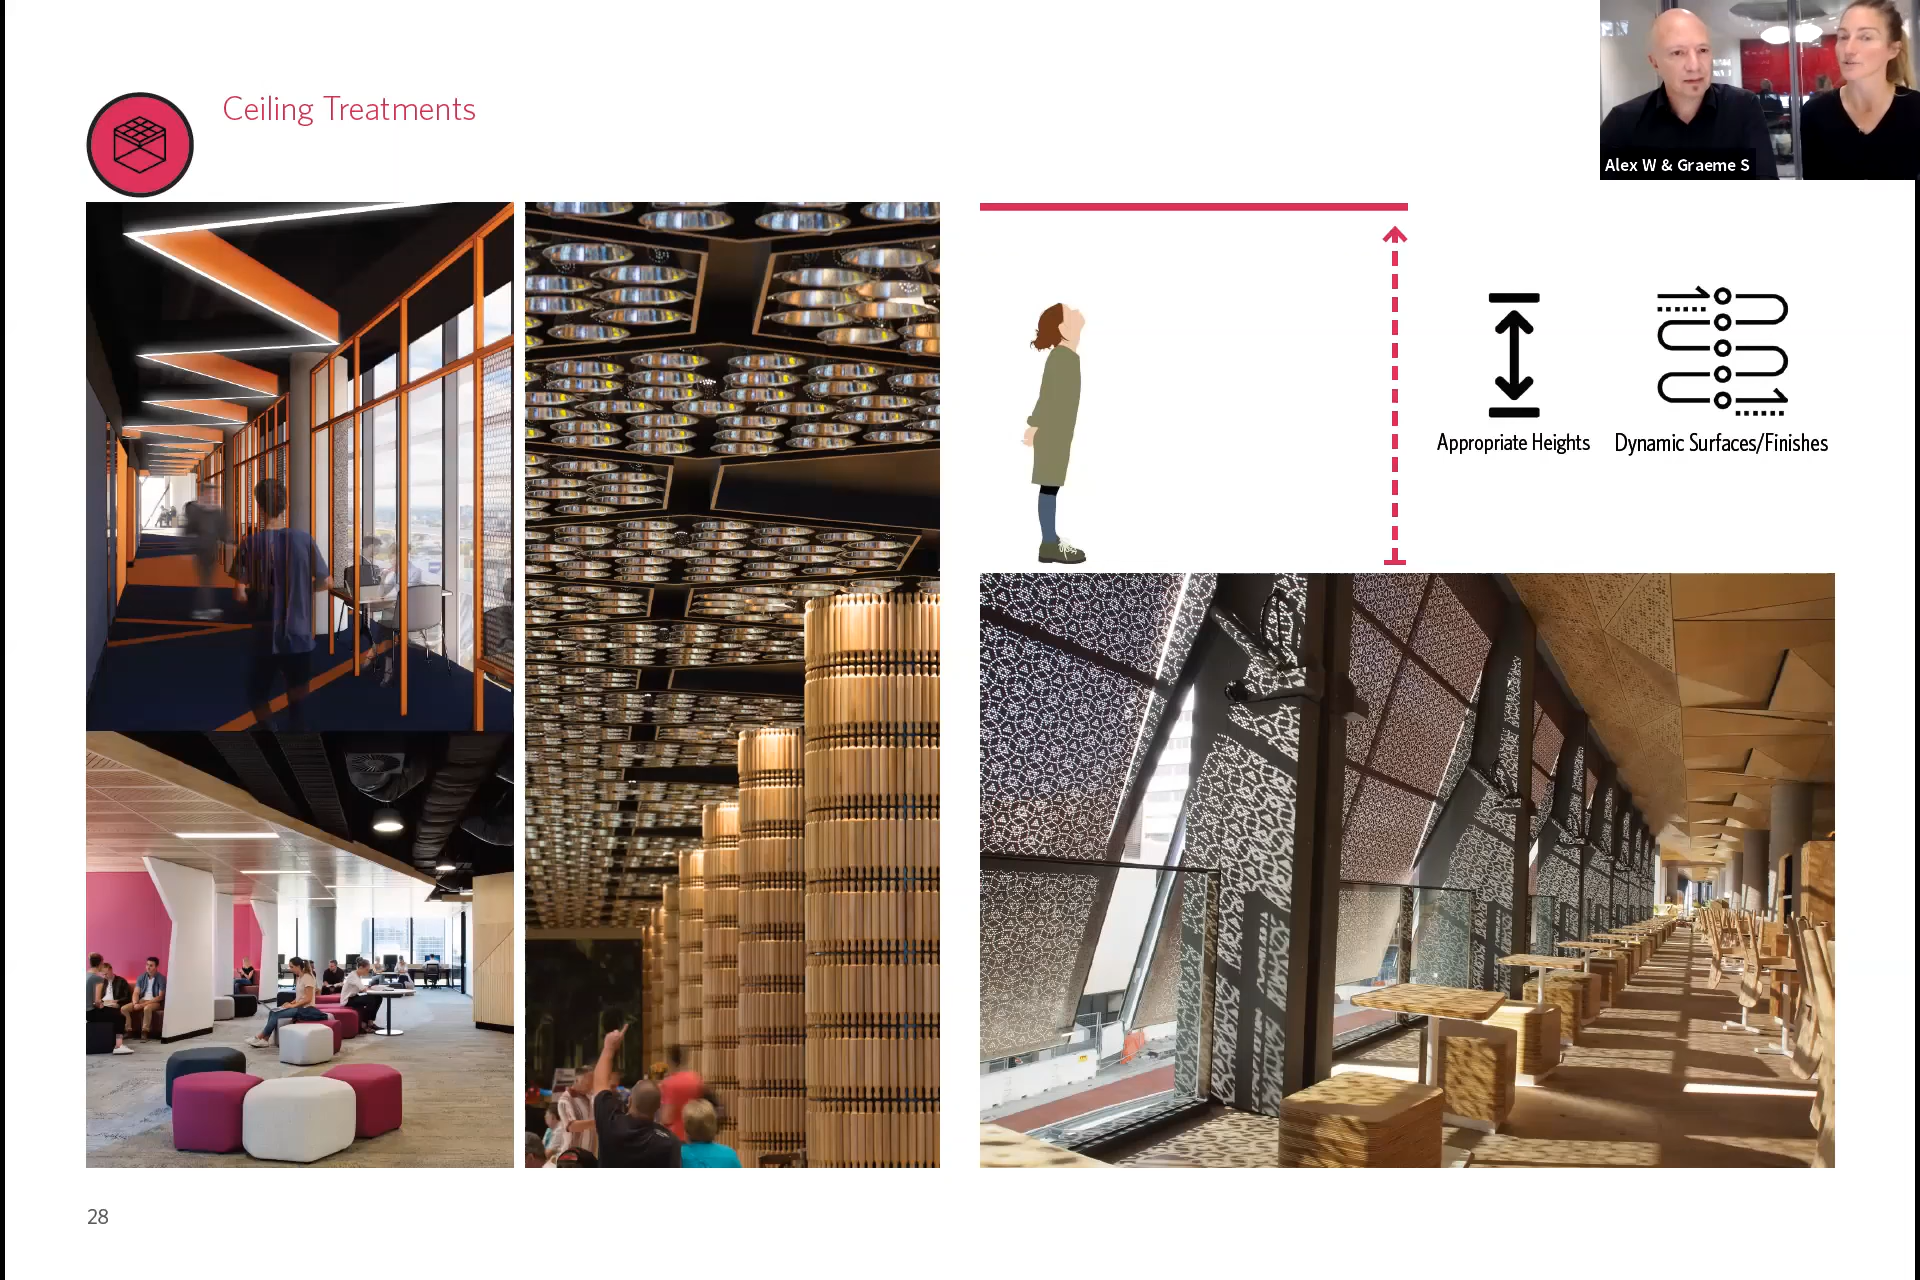 Ceiling Treatments
Alex W & Graeme S
Appropriate Heights
Dynamic Surfaces/Finishes
28